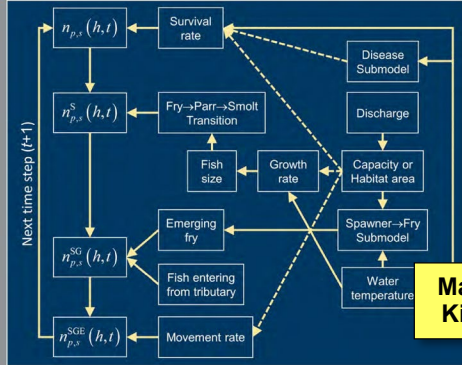 n_{p,s}(h,t)
Survival
rate
Disease
Submodel
n^S_{p,s}(h,t)
Fry→Parr→Smolt
Transition
Discharge
Fish
size
Growth
rate
Capacity or
Habitat area
Next time step (t+1)
Emerging
fry
Spawner→Fry
Submodel
n^{SG}_{p,s}(h,t)
Fish entering
from tributary
Water
temperature
n^{SGE}_{p,s}(h,t)
Movement rate